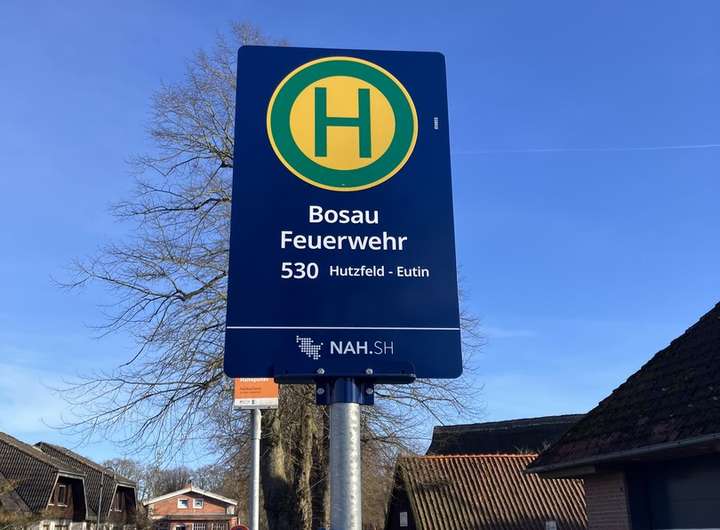 H
Bosau
Feuerwehr
530 Hutzfeld - Eutin
NAH.SH